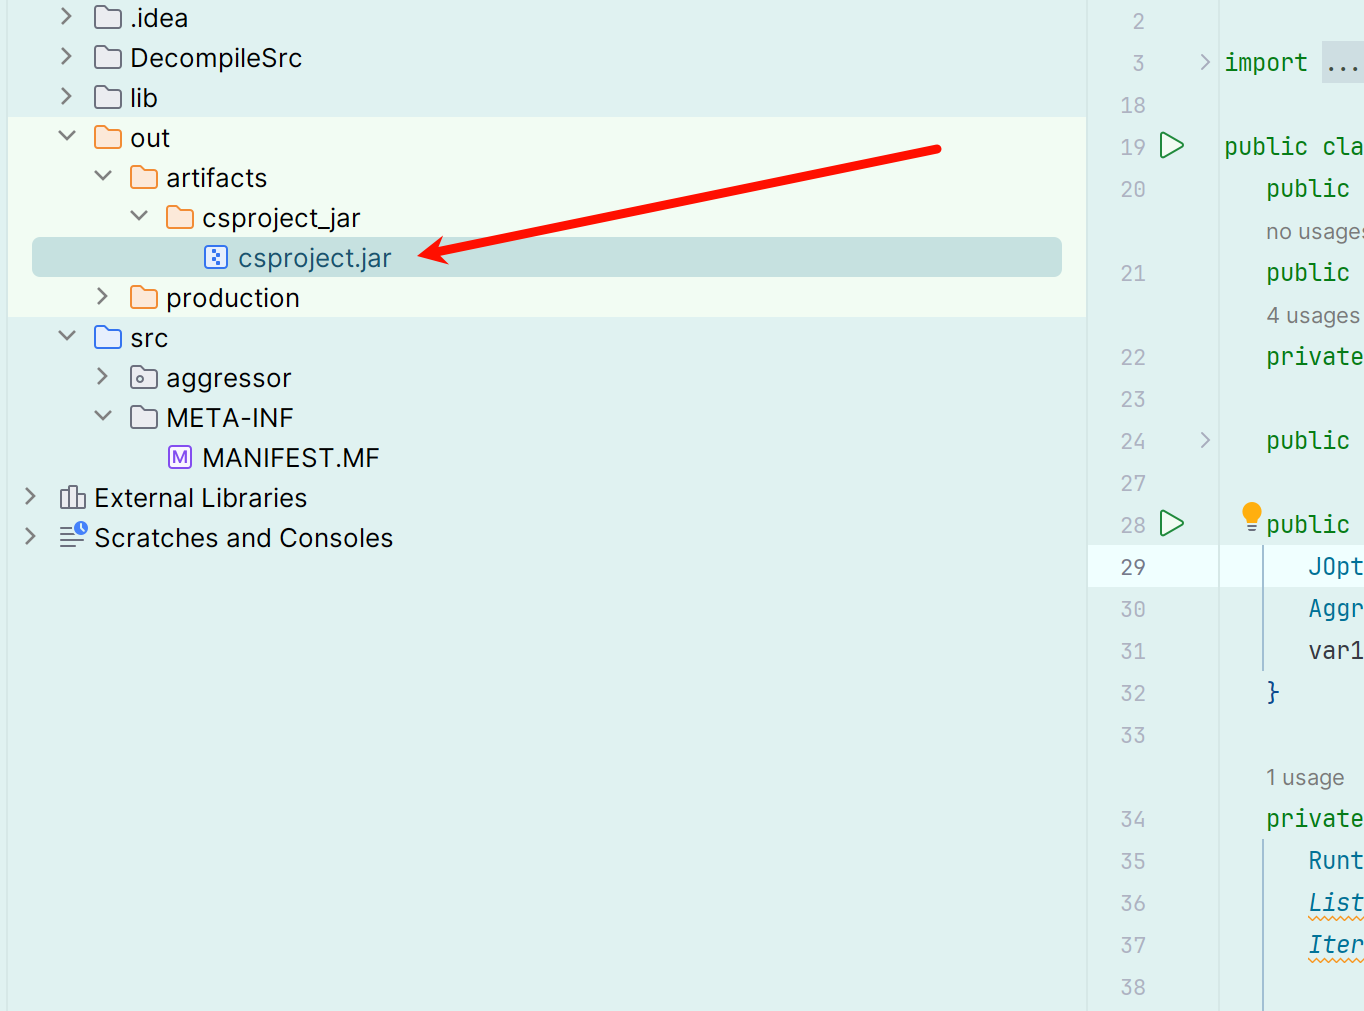 .idea
DecompileSrc
lib
out
artifacts
csproject_jar
csproject.jar
production
src
aggressor
META-INF
M MANIFEST.MF
External Libraries
Scratches and Consoles
2
3 import ...
18
19 public cla
20 public
no usages
21 public
4 usages
22 private
23
24 public
27
28 public
29 JOpt
30 Aggr
31 var1
32 }
33
1 usage
34 private
35 Runt
36 List
37 Iter
38